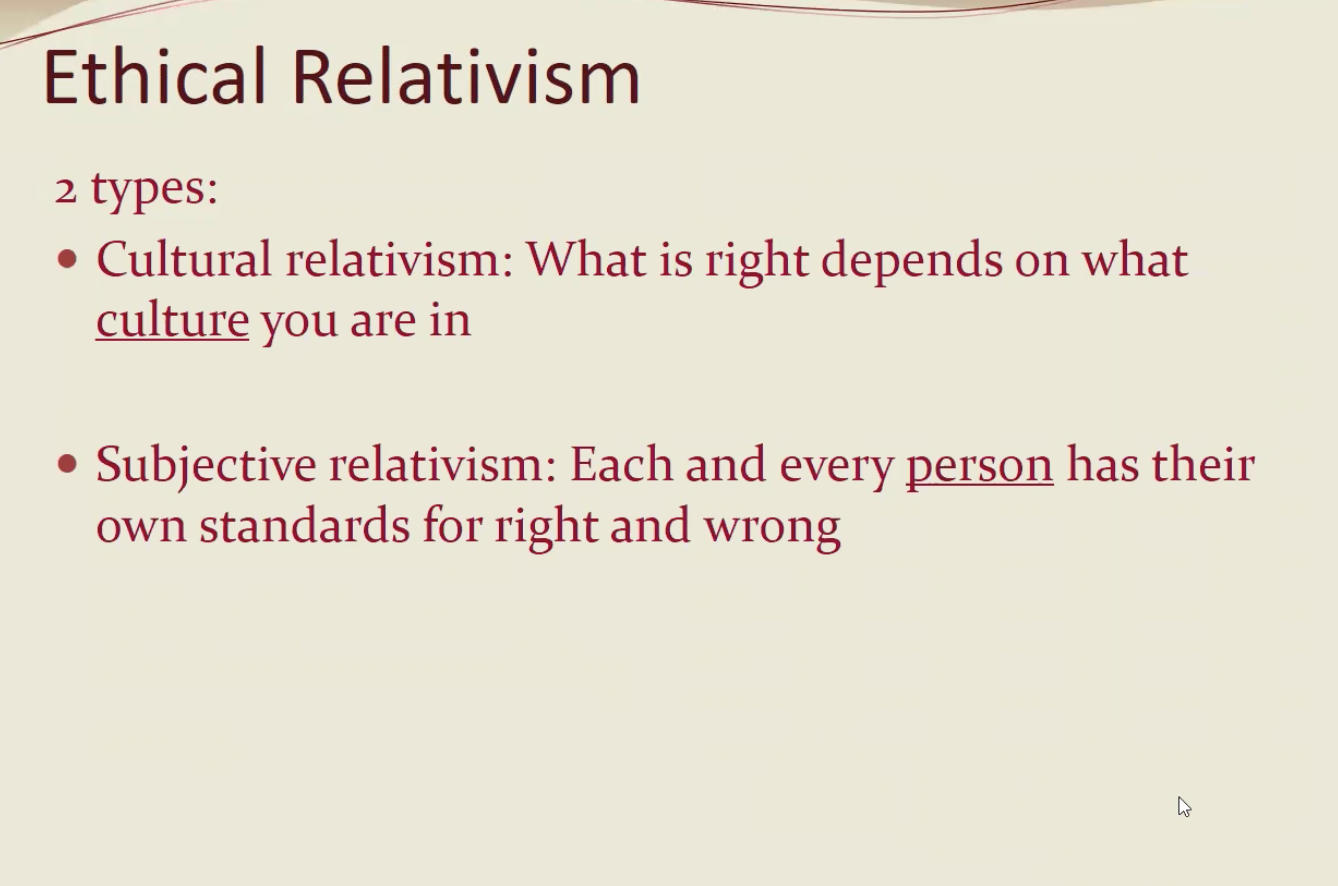 Ethical Relativism
2 types:
• Cultural relativism: What is right depends on what
culture you are in
• Subjective relativism: Each and every person has their
own standards for right and wrong